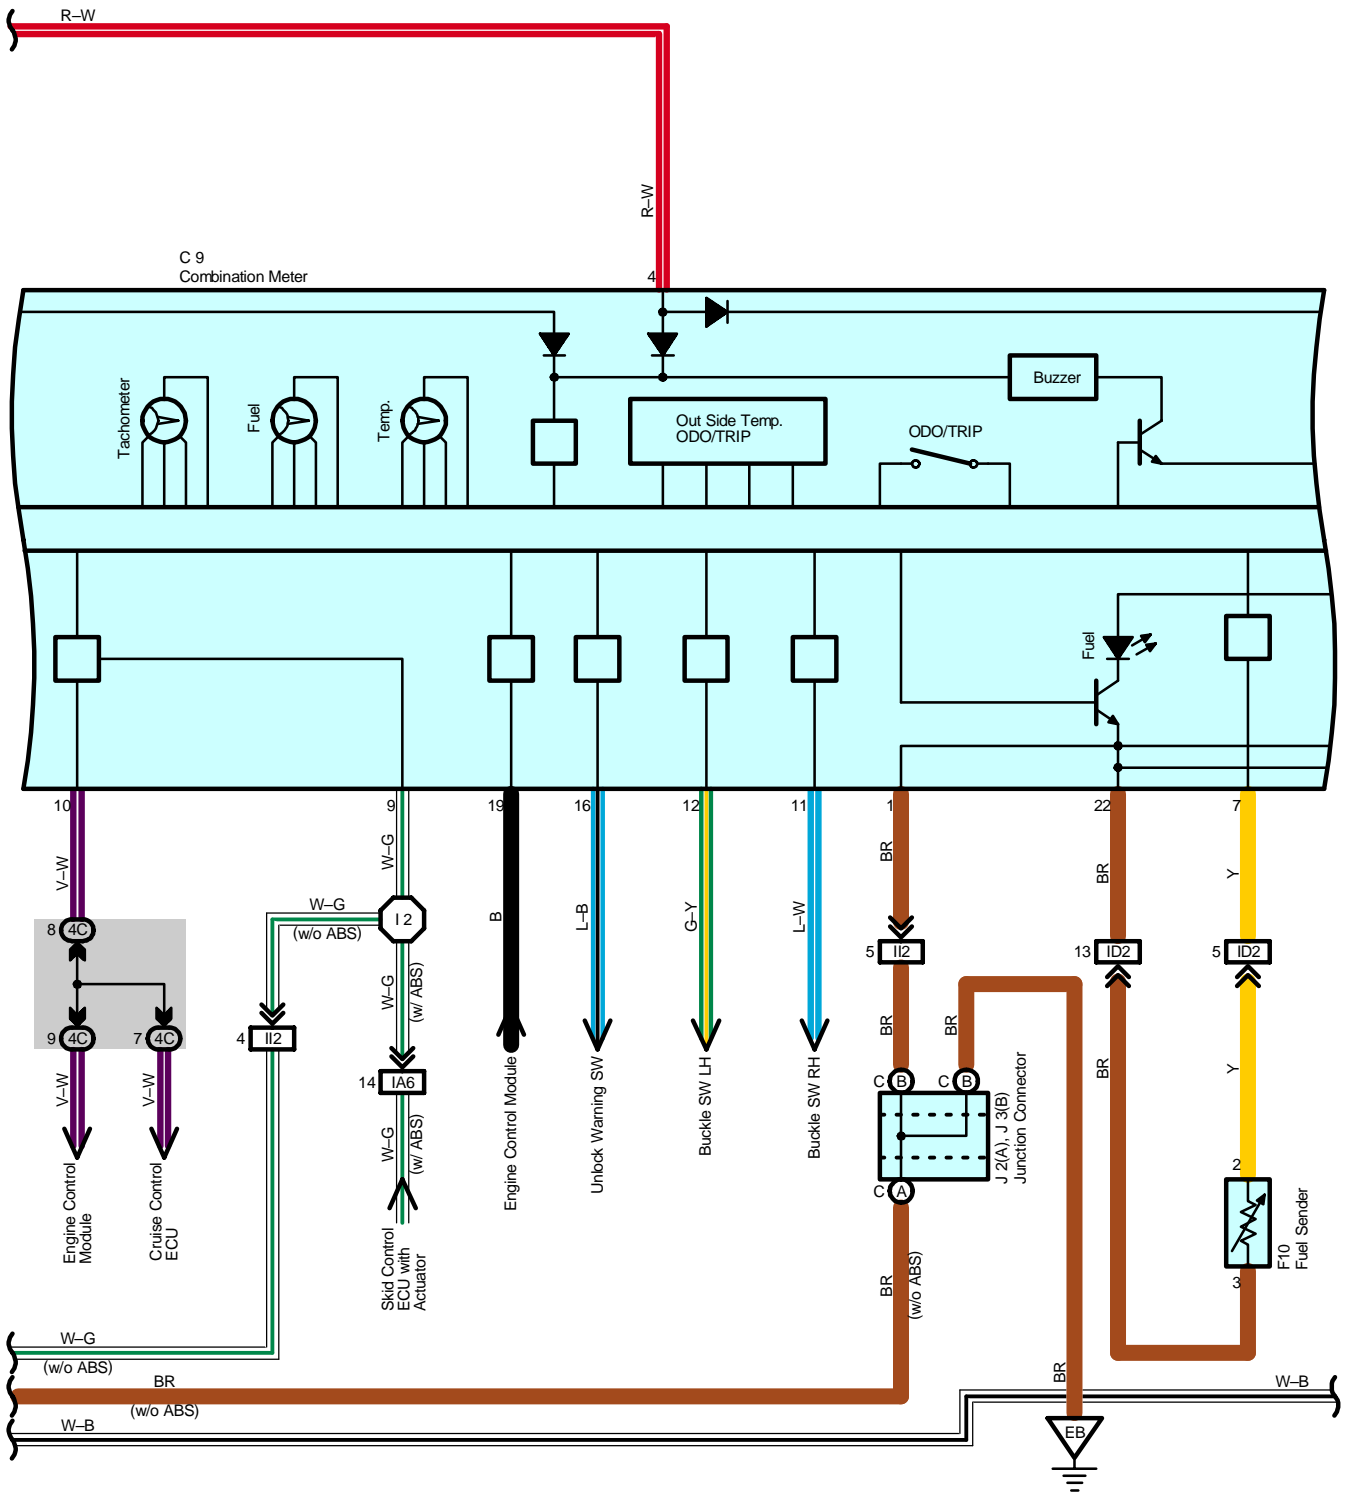 R–W
R–W
C 9
Combination Meter
4
Tachometer
Fuel
Temp.
Out Side Temp.
ODO/TRIP
ODO/TRIP
Buzzer
Fuel
10
9
19
16
12
11
1
22
7
V–W
W–G
B
L–B
G–Y
L–W
BR
BR
Y
W–G
(w/o ABS)
I 2
8
4C
W–G
(w/ ABS)
5
II2
13
ID2
5
ID2
9
4C
7
4C
4
II2
14
IA6
BR
BR
BR
Y
V–W
V–W
W–G
(w/ ABS)
C
B
C
B
C
A
J 2(A), J 3(B)
Junction Connector
Engine Control
Module
Cruise Control
ECU
Skid Control
ECU with
Actuator
Engine Control Module
Unlock Warning SW
Buckle SW LH
Buckle SW RH
2
F10
Fuel Sender
3
BR
(w/o ABS)
W–G
(w/o ABS)
BR
(w/o ABS)
W–B
BR
W–B
EB